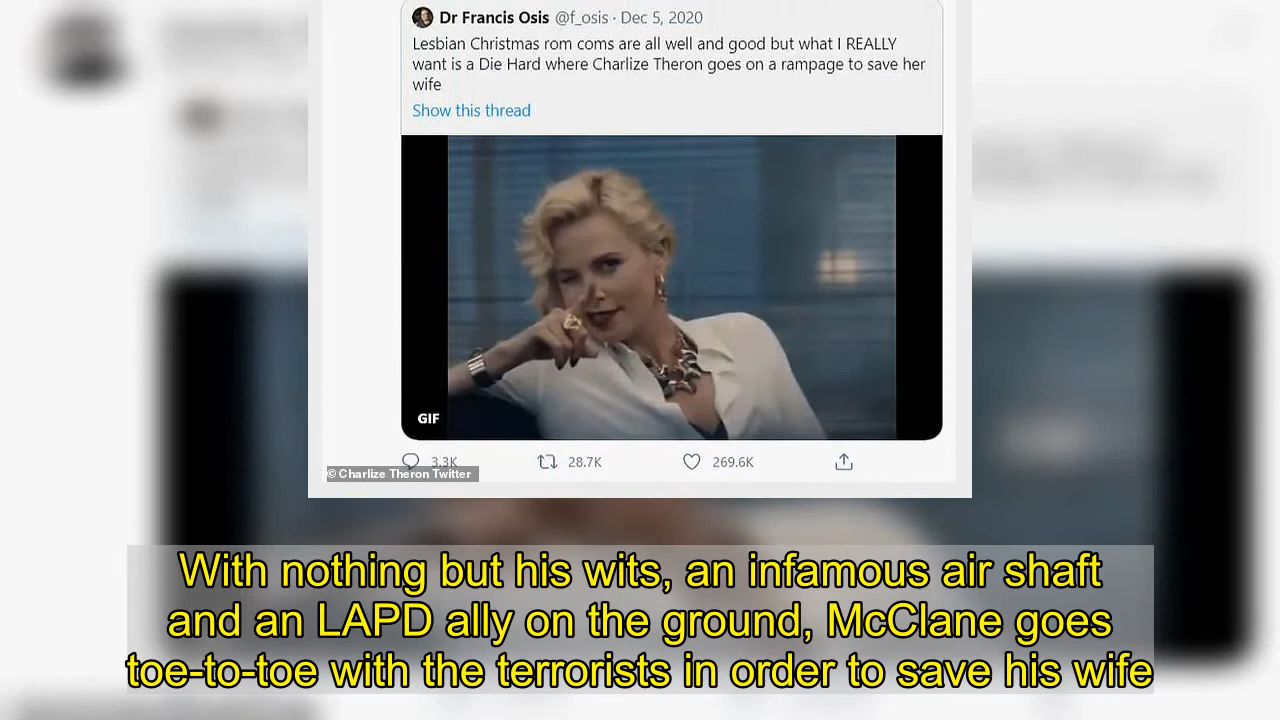 Dr Francis Osis @f_osis · Dec 5, 2020
Lesbian Christmas rom coms are all well and good but what I REALLY
want is a Die Hard where Charlize Theron goes on a rampage to save her
wife
Show this thread
GIF
3.3K 28.7K 269.6K
© Charlize Theron Twitter
With nothing but his wits, an infamous air shaft
and an LAPD ally on the ground, McClane goes
toe-to-toe with the terrorists in order to save his wife